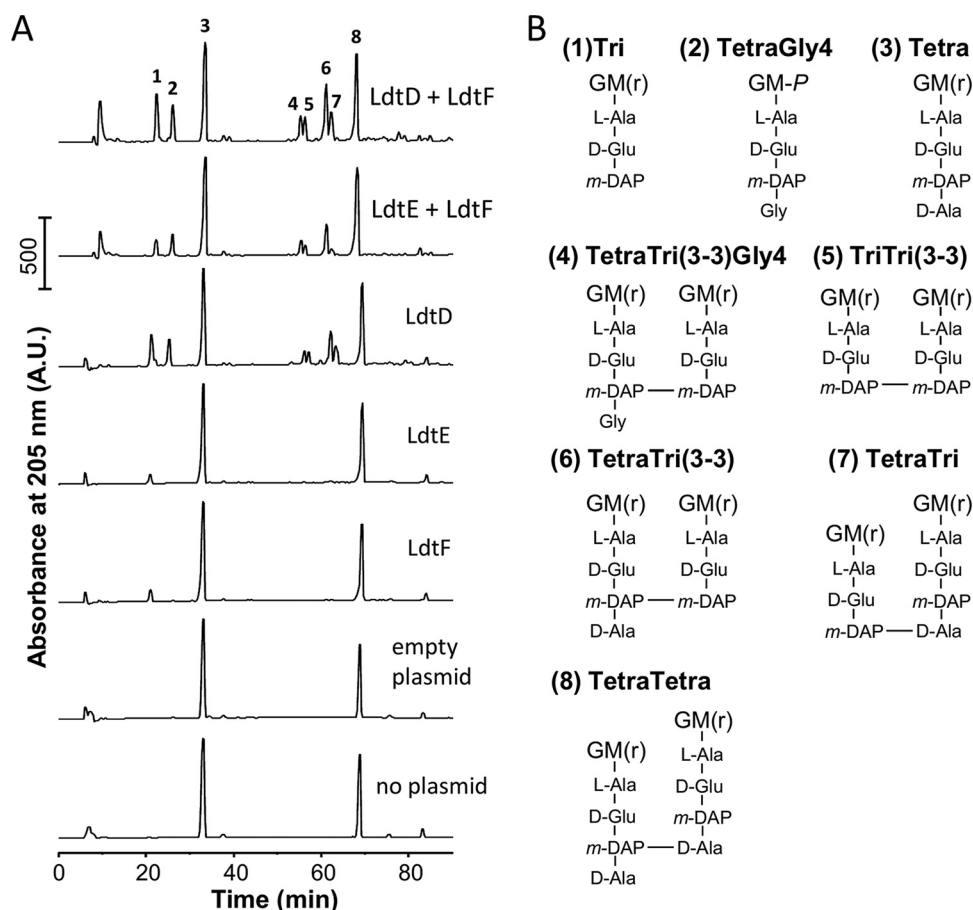 A
1
2
3
4
5
6
7
8
LdtD + LdtF
LdtE + LdtF
500
LdtD
LdtE
LdtF
empty
plasmid
no plasmid
Absorbance at 205 nm (A.U.)
0
20
40
60
80
Time (min)
B
(1)Tri
GM(r)
L-Ala
D-Glu
m-DAP
(2) TetraGly4
GM-P
L-Ala
D-Glu
m-DAP
Gly
(3) Tetra
GM(r)
L-Ala
D-Glu
m-DAP
D-Ala
(4) TetraTri(3-3)Gly4
GM(r) GM(r)
L-Ala L-Ala
D-Glu D-Glu
m-DAP — m-DAP
Gly
(5) TriTri(3-3)
GM(r) GM(r)
L-Ala L-Ala
D-Glu D-Glu
m-DAP — m-DAP
(6) TetraTri(3-3)
GM(r) GM(r)
L-Ala L-Ala
D-Glu D-Glu
m-DAP — m-DAP
D-Ala
(7) TetraTri
GM(r)
GM(r) L-Ala
L-Ala D-Glu
D-Glu m-DAP
m-DAP — D-Ala
(8) TetraTetra
GM(r)
GM(r) L-Ala
L-Ala D-Glu
D-Glu m-DAP
m-DAP — D-Ala
D-Ala